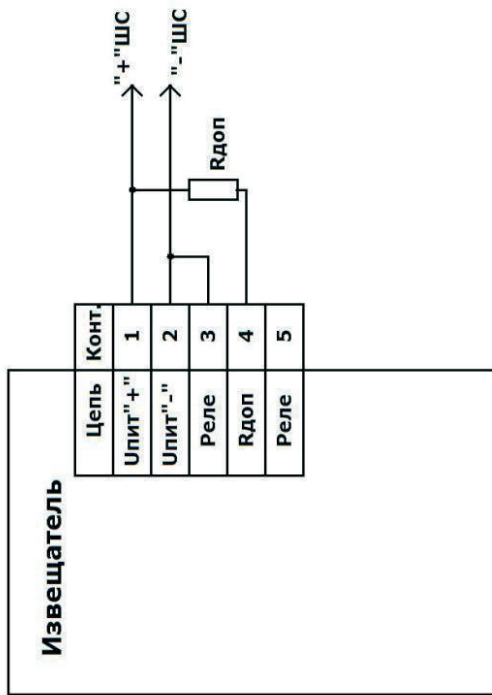 Извещатель
Цепь Конт.
Uпит"+" 1
Uпит"-" 2
Реле 3
Rдоп 4
Реле 5
Rдоп
"+"ШС
"-"ШС